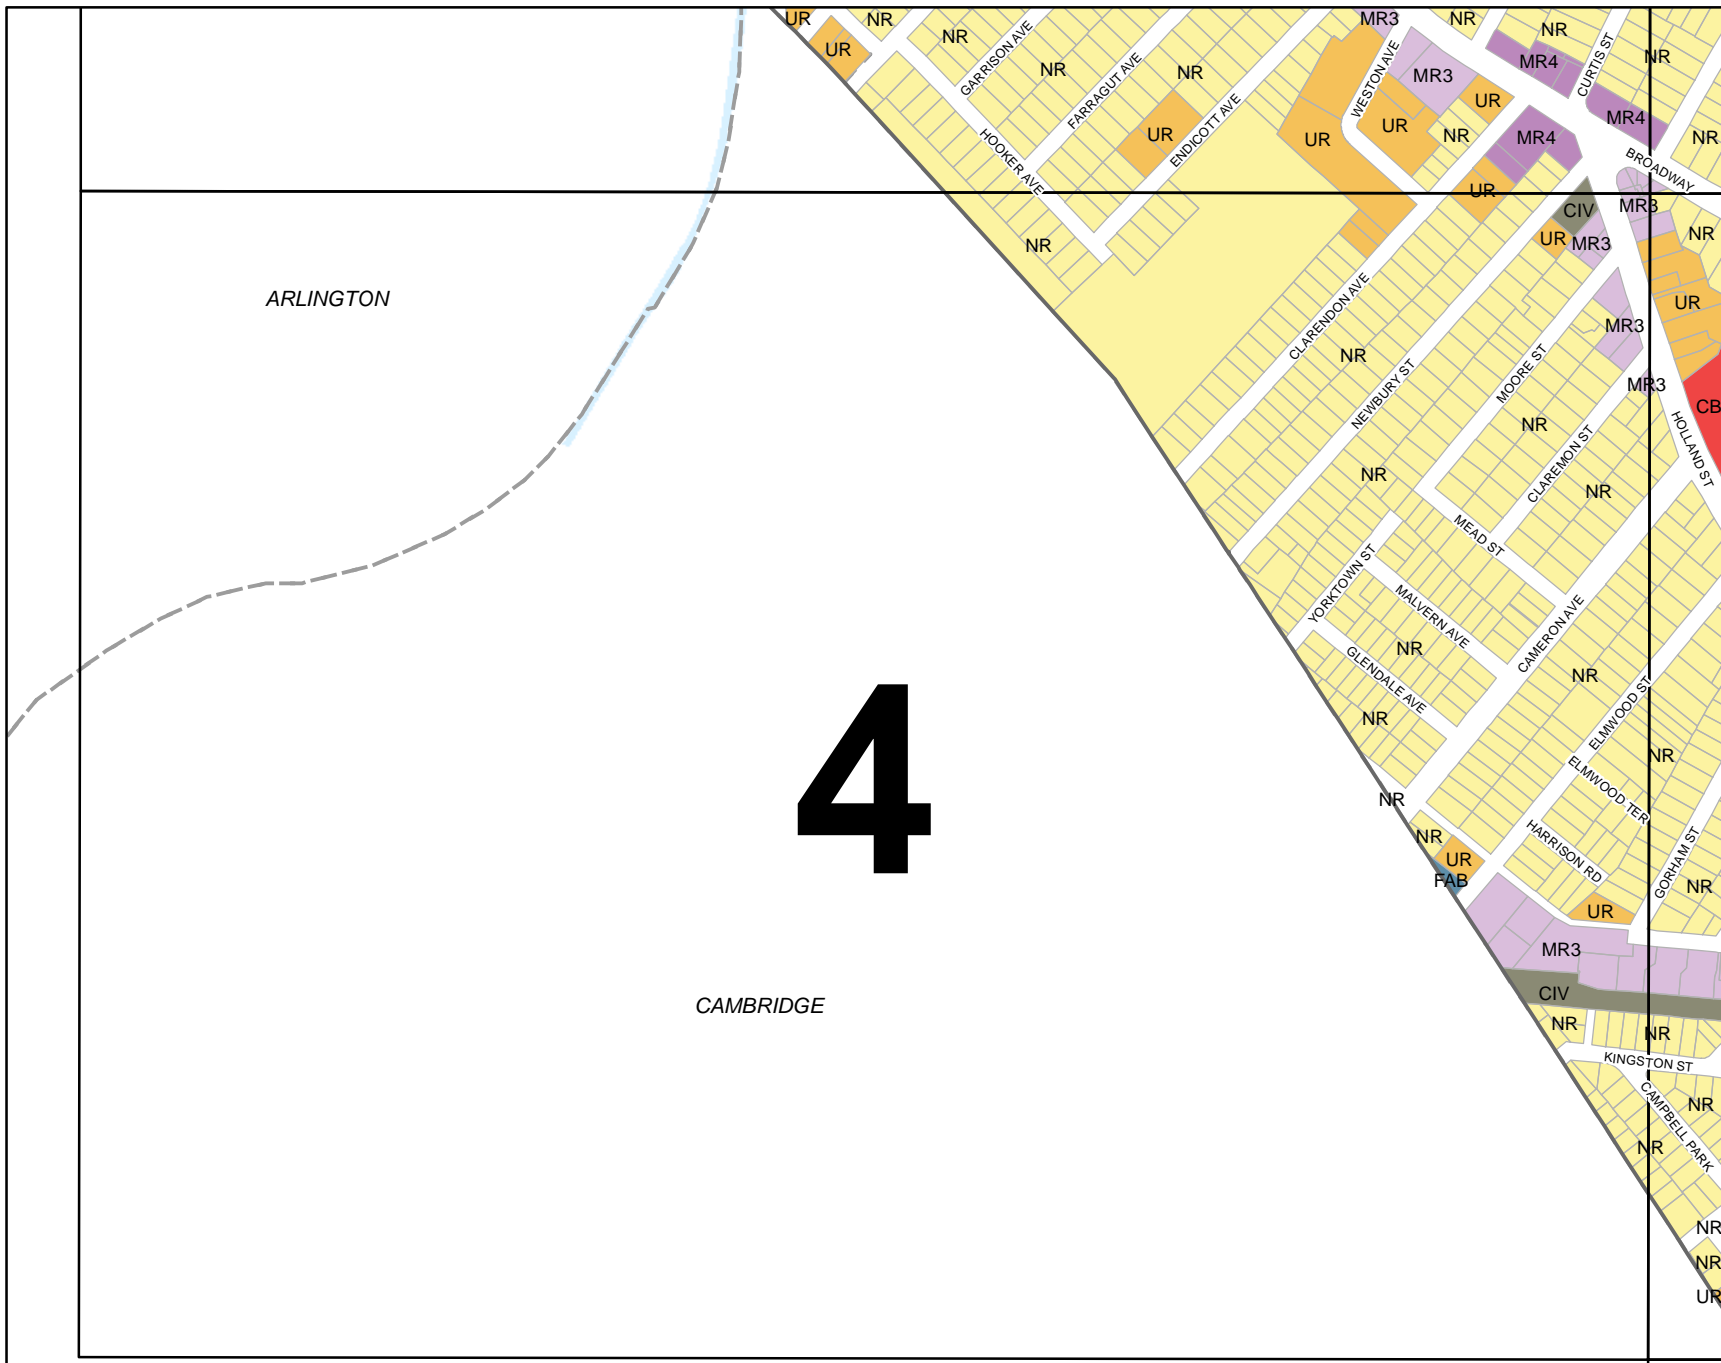 UR
NR
MR3
NR
NR
UR
NR
GARRISON AVE
WESTON AVE
MR4
CURTIS ST
NR
NR
FARRAGUT AVE
NR
MR3
UR
MR4
UR
ENDICOTT AVE
UR
UR
NR
MR4
NR
HOOKER AVE
BROADWAY
UR
NR
CIV
MR3
UR
MR3
NR
ARLINGTON
CLARENDON AVE
UR
NR
MR3
NEWBURY ST
MOORE ST
MR3
CB
NR
HOLLAND ST
NR
CLAREMON ST
NR
MEAD ST
YORKTOWN ST
MALVERN AVE
CAMERON AVE
NR
GLENDALE AVE
NR
NR
ELMWOOD ST
NR
4
ELMWOOD TER
NR
NR
HARRISON RD
UR
GORHAM ST
FAB
NR
UR
MR3
CIV
CAMBRIDGE
NR
NR
KINGSTON ST
CAMPBELL PARK
NR
NR
NR
NR
UR